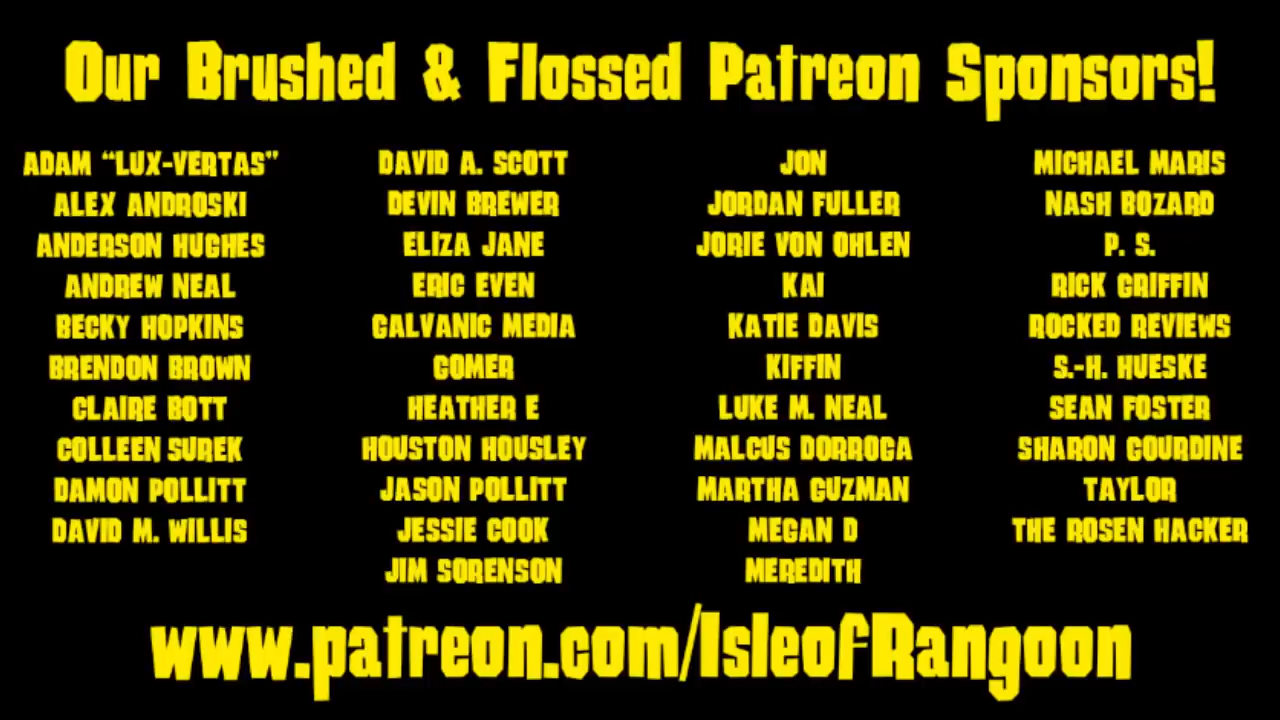 Our Brushed & Flossed Patreon Sponsors!
ADAM “LUX-VERTAS”
ALEX ANDROSKI
ANDERSON HUGHES
ANDREW NEAL
BECKY HOPKINS
BRENDON BROWN
CLAIRE BOTT
COLLEEN SUREK
DAMON POLLITT
DAVID M. WILLIS
DAVID A. SCOTT
DEVIN BREWER
ELIZA JANE
ERIC EVEN
GALVANIC MEDIA
GOMER
HEATHER E
HOUSTON HOUSLEY
JASON POLLITT
JESSIE COOK
JIM SORENSON
JON
JORDAN FULLER
JORIE VON OHLEN
KAI
KATIE DAVIS
KIFFIN
LUKE M. NEAL
MALCUS DORROGA
MARTHA GUZMAN
MEGAN D
MEREDITH
MICHAEL MARIS
NASH BOZARD
P. S.
RICK GRIFFIN
ROCKED REVIEWS
S.-H. HUESKE
SEAN FOSTER
SHARON GOURDINE
TAYLOR
THE ROSEN HACKER
www.patreon.com/IsleofRangoon